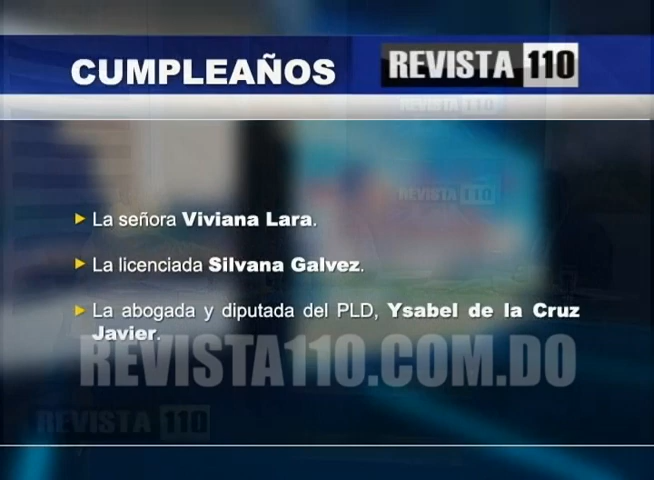 CUMPLEAÑOS
REVISTA 110
REVISTA 110
REVISTA 110
La señora Viviana Lara.
La licenciada Silvana Galvez.
La abogada y diputada del PLD, Ysabel de la Cruz
Javier.
REVISTA110.COM.DO
REVISTA 110